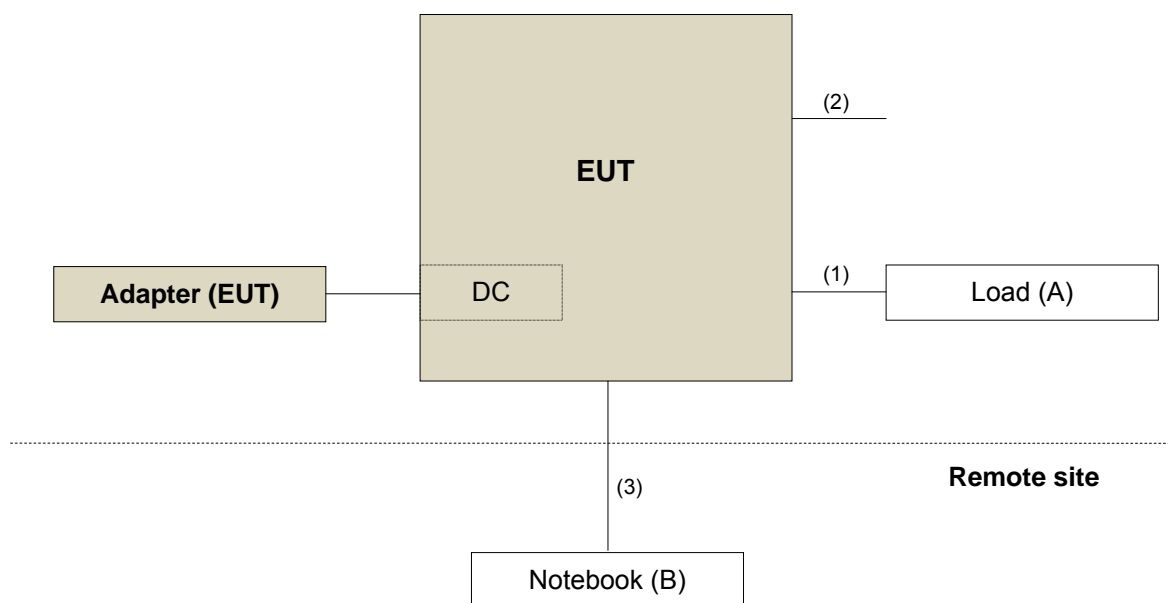 (2)
EUT
(1)
Adapter (EUT)
DC
Load (A)
Remote site
(3)
Notebook (B)